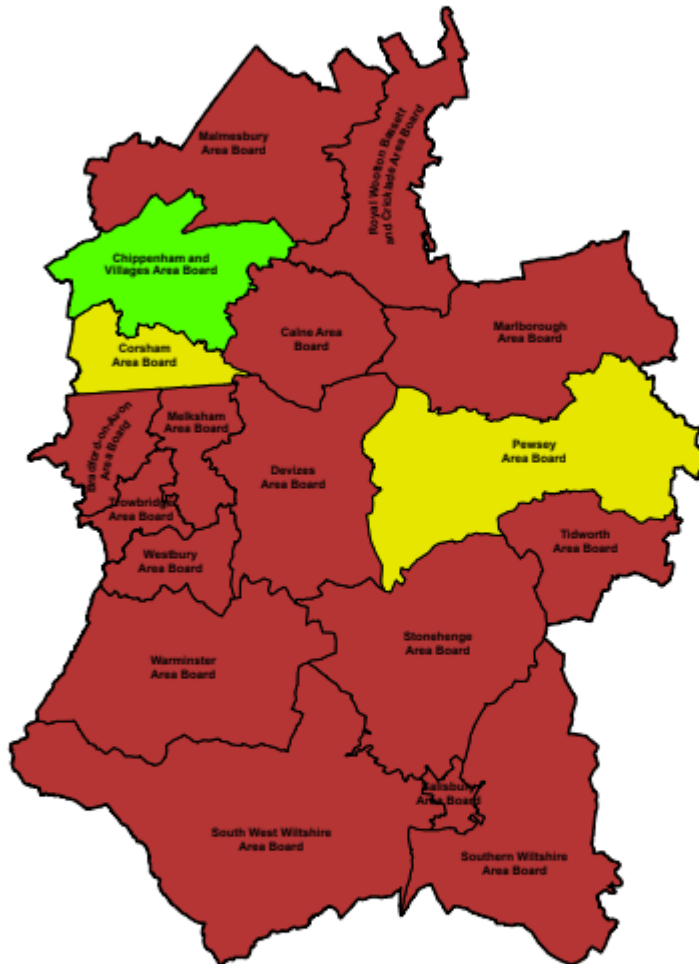 Malmesbury
Area Board
Royal Wootton Bassett
and Cricklade Area Board
Chippenham and
Villages Area Board
Corsham
Area Board
Calne Area
Board
Marlborough
Area Board
Bradford-on-Avon
Area Board
Melksham
Area Board
Devizes
Area Board
Pewsey
Area Board
Trowbridge
Area Board
Tidworth
Area Board
Westbury
Area Board
Stonehenge
Area Board
Warminster
Area Board
Salisbury
Area Board
South West Wiltshire
Area Board
Southern Wiltshire
Area Board